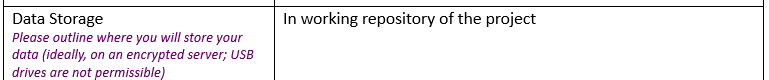 Data Storage
Please outline where you will store your
data (ideally, on an encrypted server; USB
drives are not permissible)
In working repository of the project